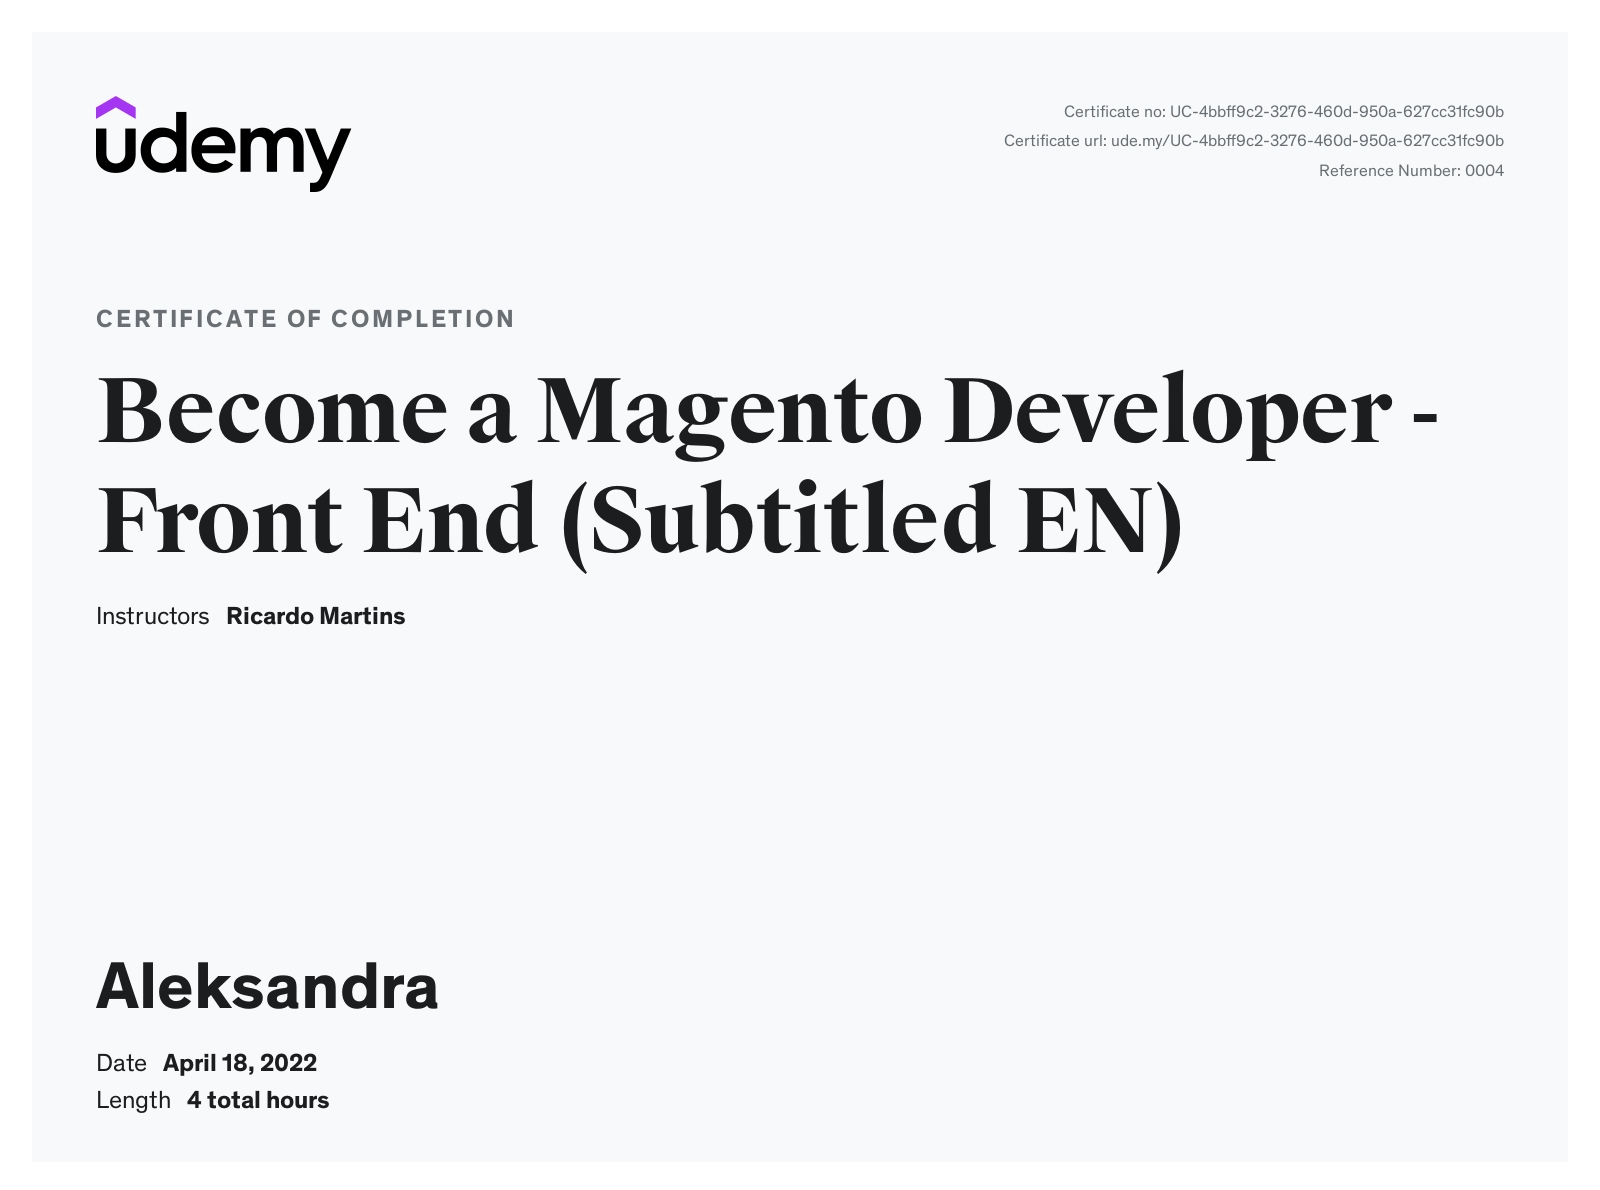 udemy
Certificate no: UC-4bbff9c2-3276-460d-950a-627cc31fc90b
Certificate url: ude.my/UC-4bbff9c2-3276-460d-950a-627cc31fc90b
Reference Number: 0004
CERTIFICATE OF COMPLETION
Become a Magento Developer -
Front End (Subtitled EN)
Instructors Ricardo Martins
Aleksandra
Date April 18, 2022
Length 4 total hours